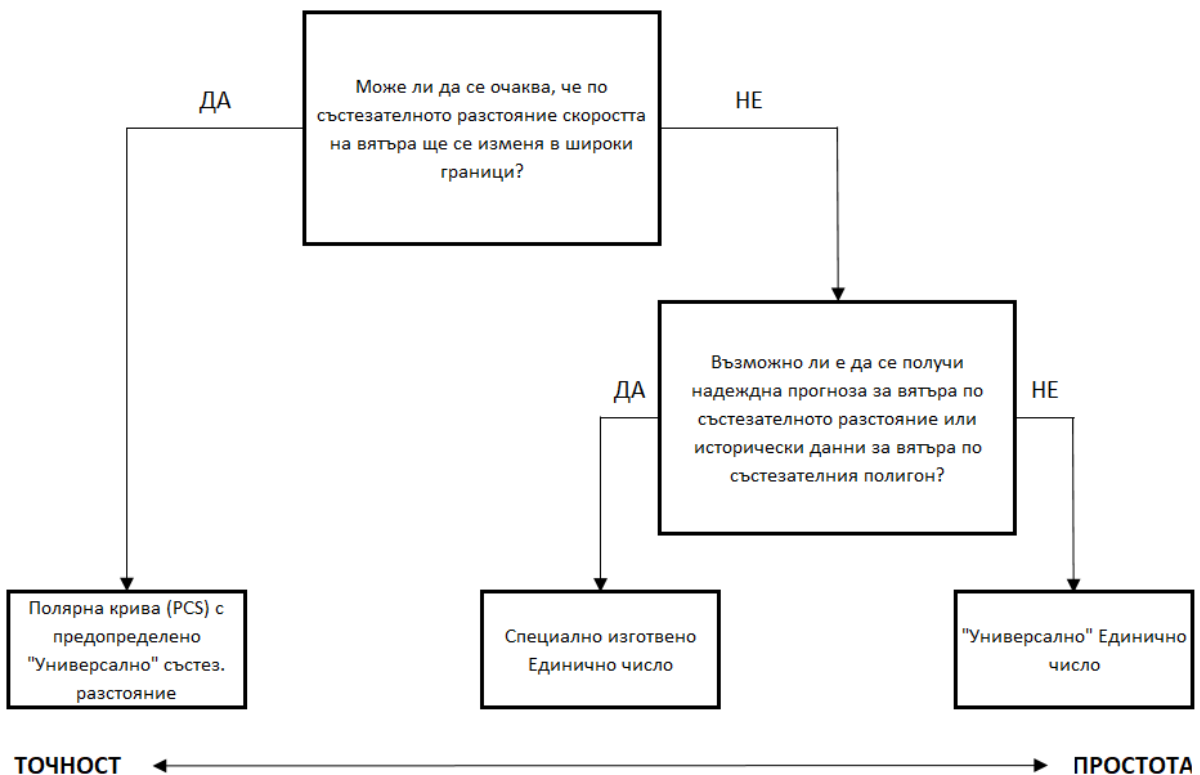 Може ли да се очаква, че по
състезателното разстояние скоростта
на вятъра ще се изменя в широки
граници?
ДА
НЕ
Възможно ли е да се получи
надеждна прогноза за вятъра по
състезателното разстояние или
исторически данни за вятъра по
състезателния полигон?
ДА
НЕ
Полярна крива (PCS) с
предопределено
"Универсално" състез.
разстояние
Специално изготвено
Единично число
"Универсално" Единично
число
ТОЧНОСТ
ПРОСТОТА